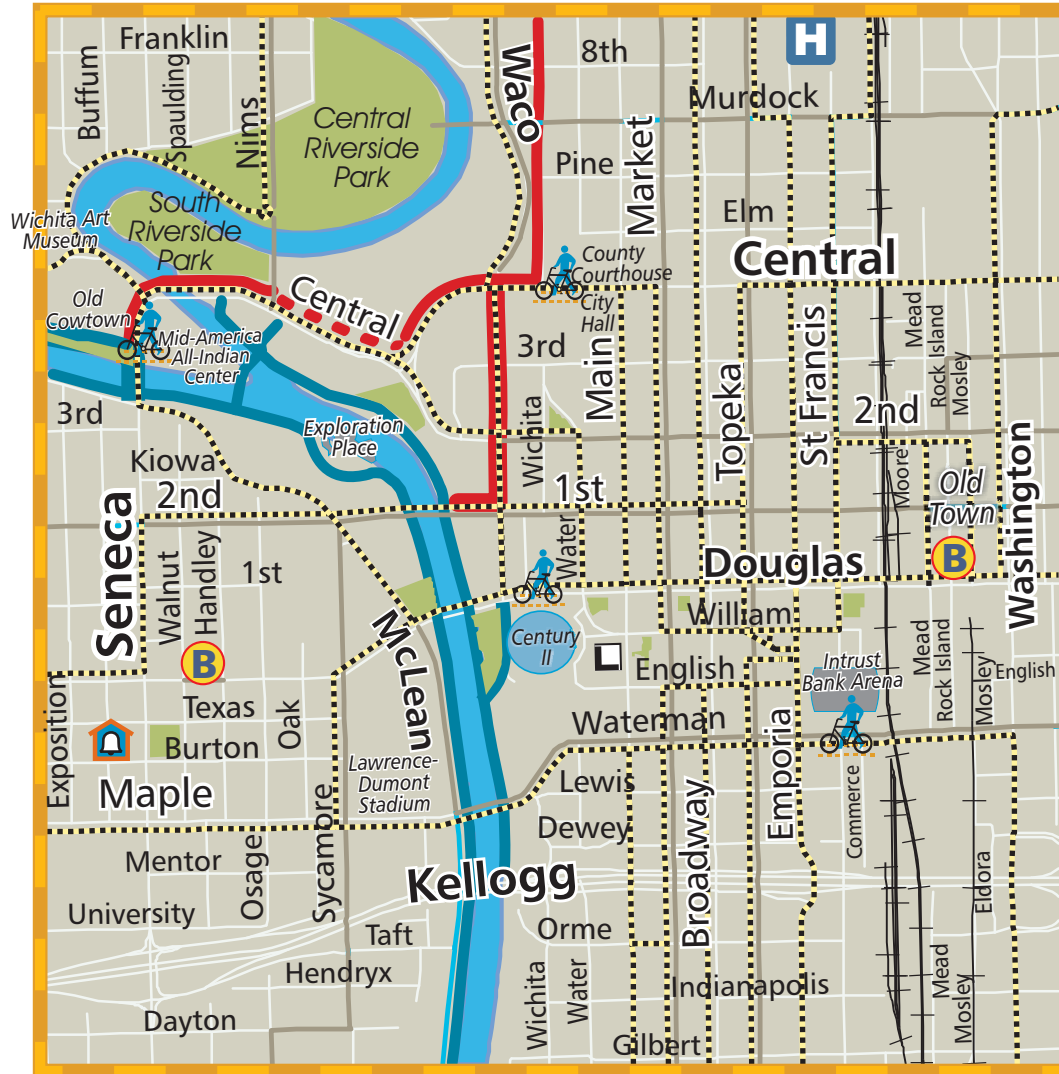 Franklin
8th
H
Buffum
Spaulding
Nims
Waco
Murdock
Central
Riverside
Park
Market
Pine
Elm
South
Riverside
Park
Wichita Art
Museum
County
Courthouse
Central
City
Hall
Central
Old
Cowtown
Mid-America
All-Indian
Center
3rd
Main
St Francis
Mead
Rock Island
Mosley
Topeka
3rd
Wichita
2nd
Exploration
Place
Kiowa
2nd
1st
Moore
Old
Town
Washington
Seneca
Walnut
Handley
1st
Water
Douglas
B
McLean
William
Century
II
English
B
Intrust
Bank Arena
Mead
Rock Island
Mosley
English
Exposition
Texas
Oak
Waterman
Burton
Maple
Lawrence-
Dumont
Stadium
Lewis
Broadway
Emporia
Commerce
Sycamore
Dewey
Mentor
Osage
Kellogg
Eldora
University
Taft
Orme
Hendryx
Wichita
Water
Indianapolis
Mead
Mosley
Dayton
Gilbert